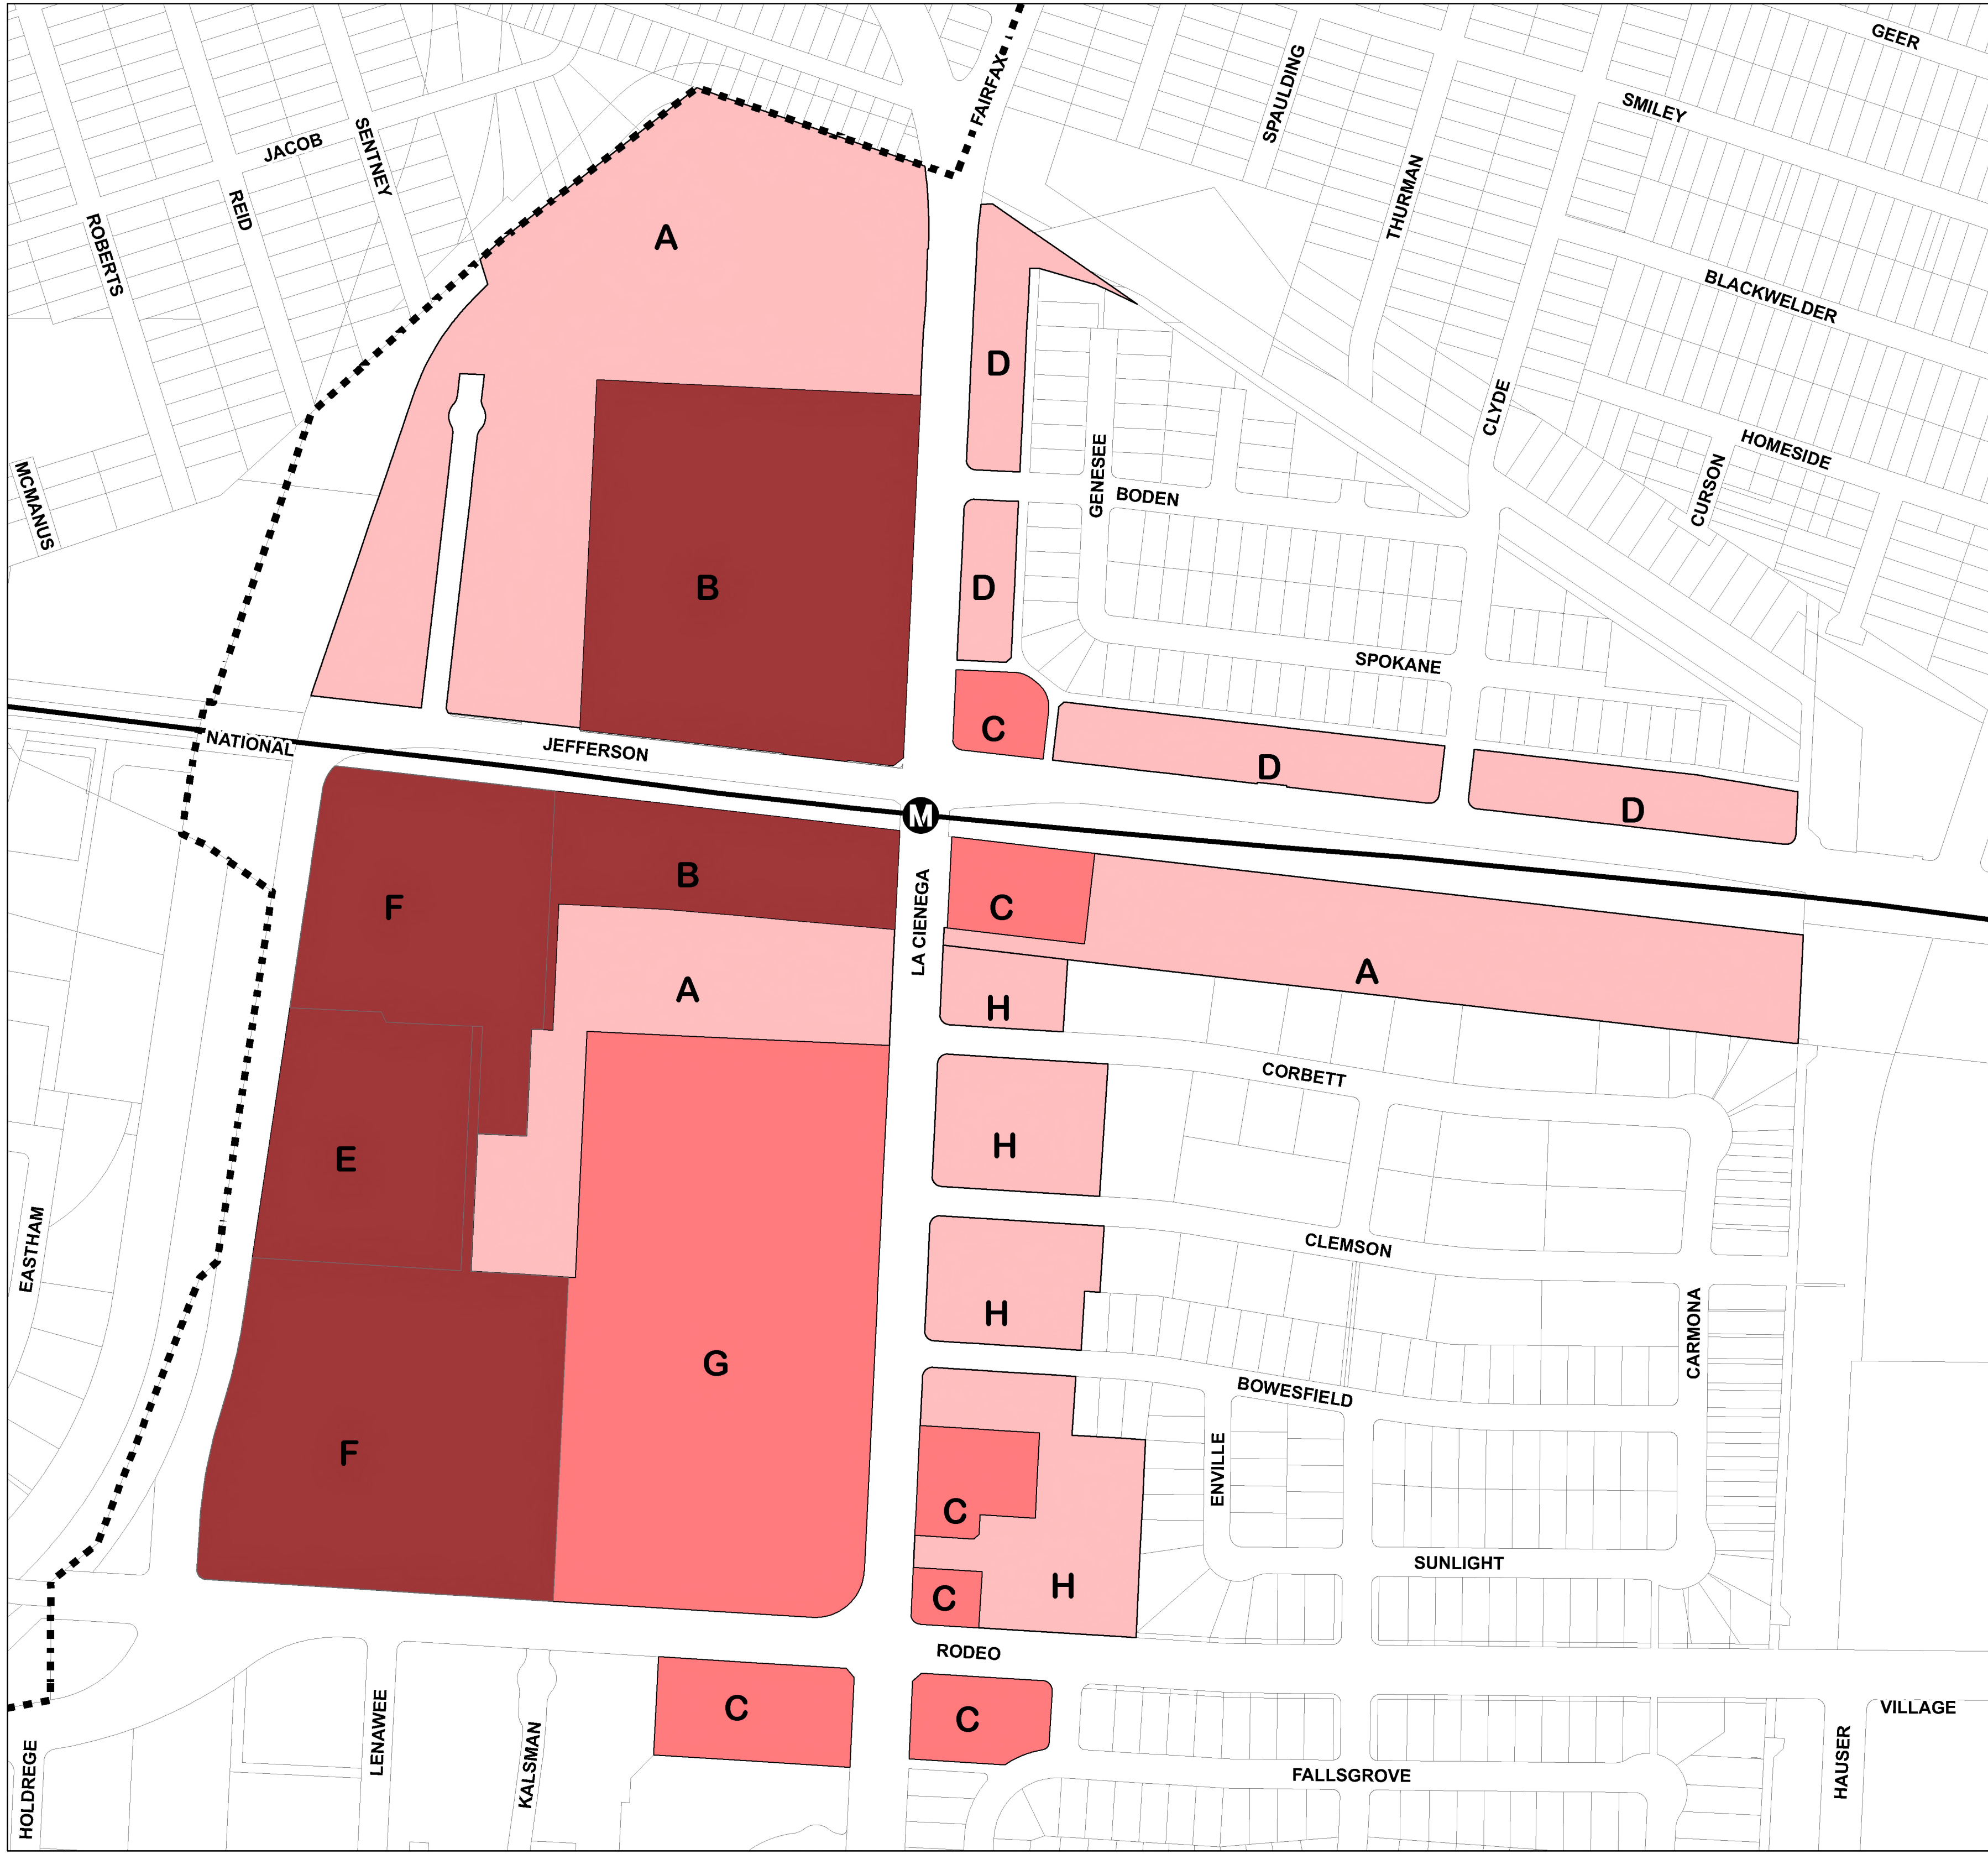 GEER
FAIRFAX
SPAULDING
SMILEY
JACOB
SENTNEY
THURMAN
REID
ROBERTS
A
BLACKWELDER
D
CLYDE
HOMESIDE
GENESEE
BODEN
CURSON
MCMANUS
B
D
SPOKANE
C
NATIONAL
JEFFERSON
D
D
M
B
F
LA CIENEGA
C
A
A
H
CORBETT
E
H
EASTHAM
CLEMSON
H
CARMONA
G
BOWESFIELD
F
ENVILLE
C
SUNLIGHT
C
H
RODEO
C
C
VILLAGE
LENAWEE
KALSMAN
HAUSER
FALLSGROVE
HOLDREGE